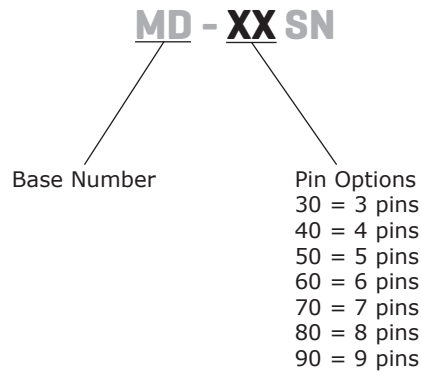 MD - XX SN
Base Number
Pin Options
30 = 3 pins
40 = 4 pins
50 = 5 pins
60 = 6 pins
70 = 7 pins
80 = 8 pins
90 = 9 pins